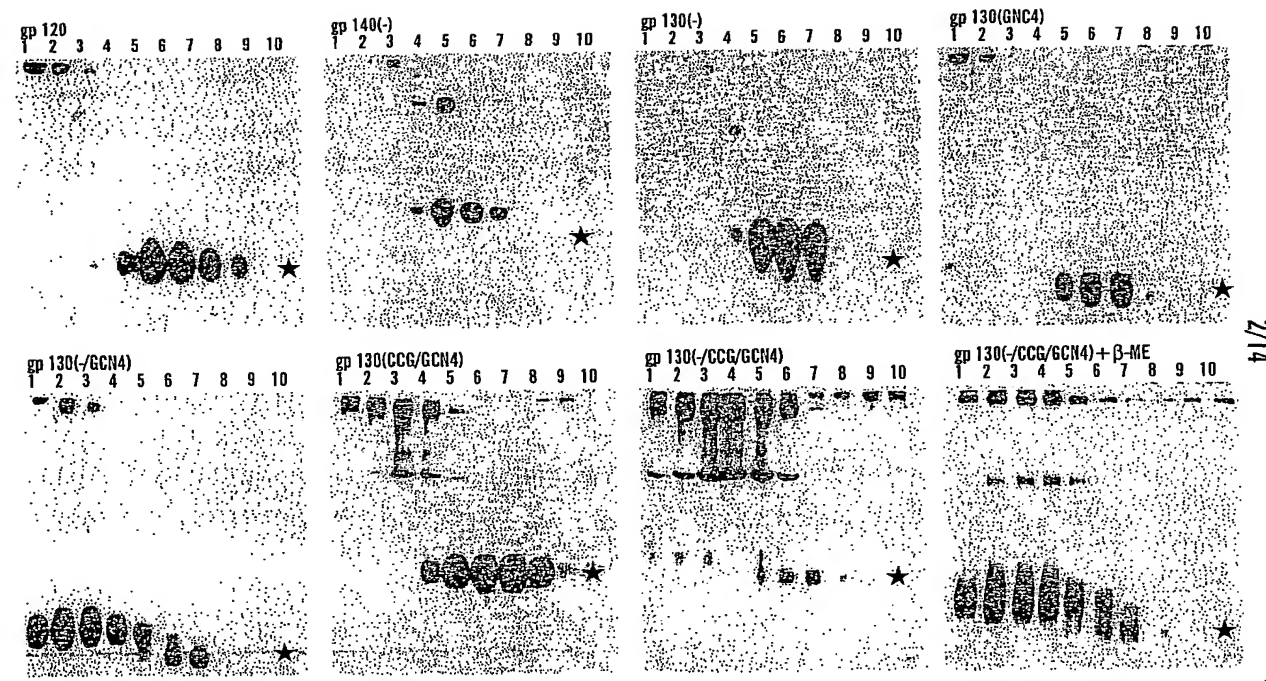 gp 120
1 2 3 4 5 6 7 8 9 10
gp 140(-)
1 2 3 4 5 6 7 8 9 10
gp 130(-)
1 2 3 4 5 6 7 8 9 10
gp 130(GNC4)
1 2 3 4 5 6 7 8 9 10
gp 130(-/GCN4)
1 2 3 4 5 6 7 8 9 10
gp 130(CCG/GCN4)
1 2 3 4 5 6 7 8 9 10
gp 130(-/CCG/GCN4)
1 2 3 4 5 6 7 8 9 10
gp 130(-/CCG/GCN4)+β-ME
1 2 3 4 5 6 7 8 9 10
2/14